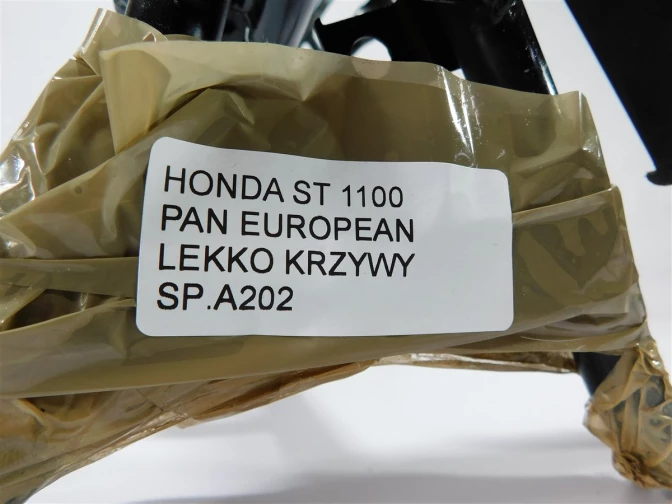 HONDA ST 1100
PAN EUROPEAN
LEKKO KRZYWY
SP.A202